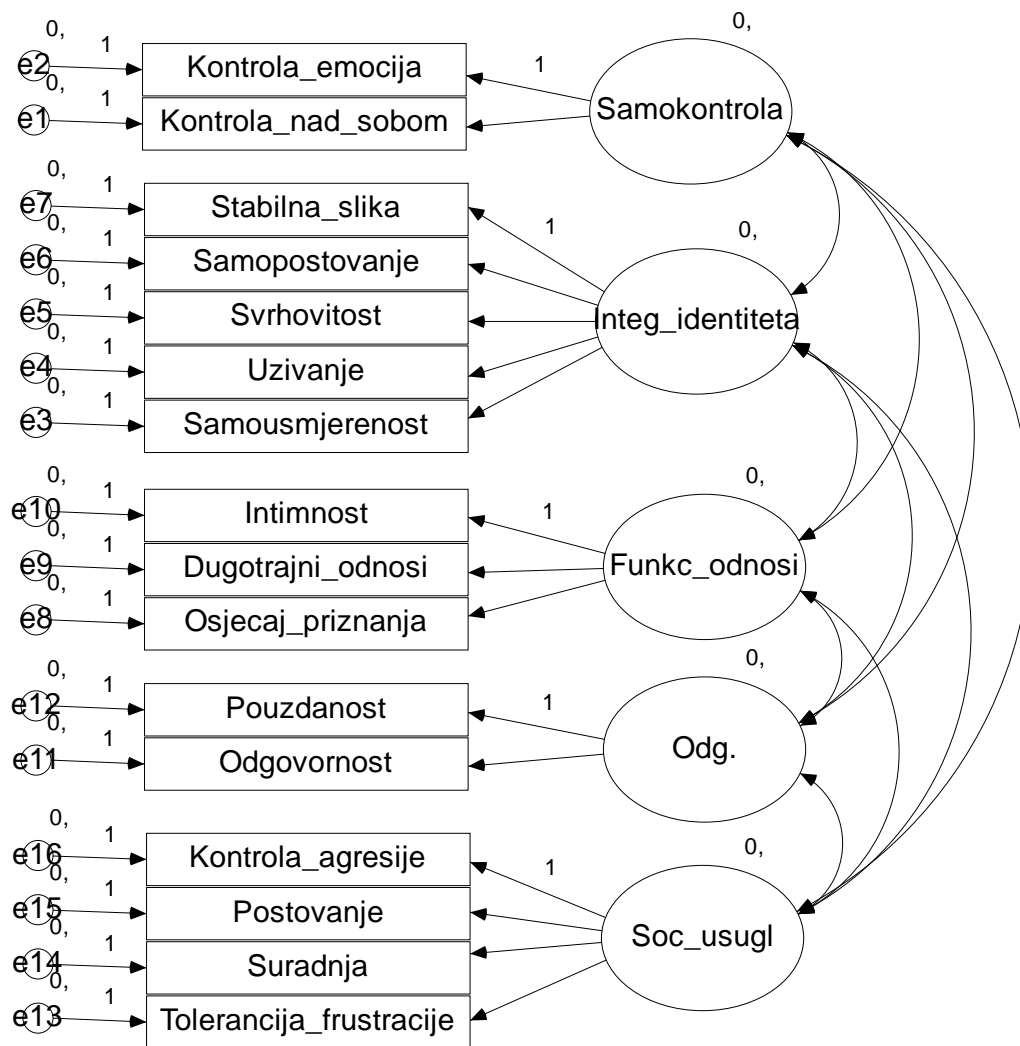 0,
0,
1
e2
Kontrola_emocija
1
Samokontrola
0,
1
e1
Kontrola_nad_sobom
0,
1
e7
Stabilna_slika
1
0,
0,
1
e6
Samopostovanje
0,
1
e5
Svrhovitost
Integ_identiteta
0,
1
e4
Uzivanje
0,
1
e3
Samousmjerenost
0,
0,
1
e10
Intimnost
1
0,
1
e9
Dugotrajni_odnosi
Funkc_odnosi
0,
1
e8
Osjecaj_priznanja
0,
0,
1
e12
Pouzdanost
1
0,
1
e11
Odgovornost
Odg.
0,
0,
1
e16
Kontrola_agresije
1
0,
1
e15
Postovanje
Soc_usugl
0,
1
e14
Suradnja
0,
1
e13
Tolerancija_frustracije